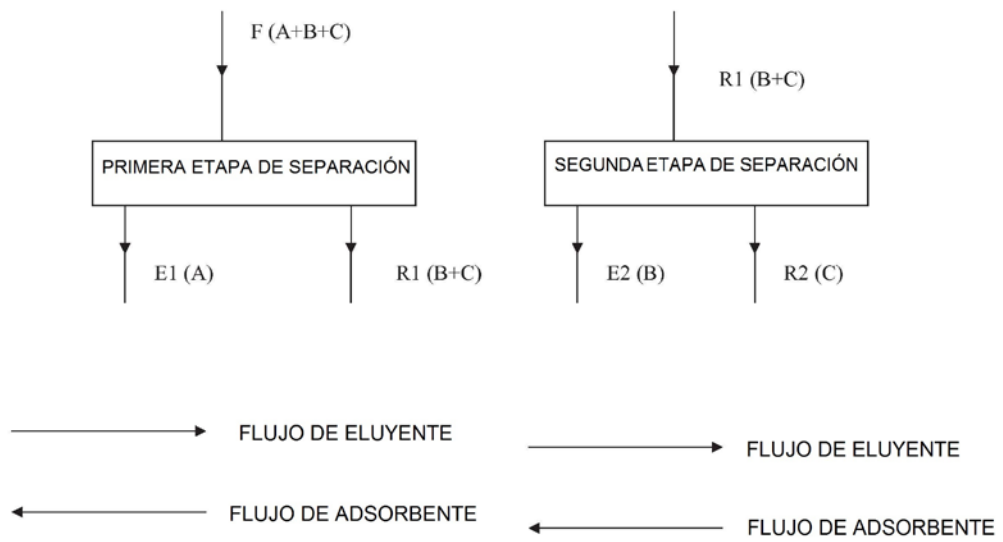 F (A+B+C)
PRIMERA ETAPA DE SEPARACIÓN
E1 (A)
R1 (B+C)
FLUJO DE ELUYENTE
FLUJO DE ADSORBENTE
R1 (B+C)
SEGUNDA ETAPA DE SEPARACIÓN
E2 (B)
R2 (C)
FLUJO DE ELUYENTE
FLUJO DE ADSORBENTE